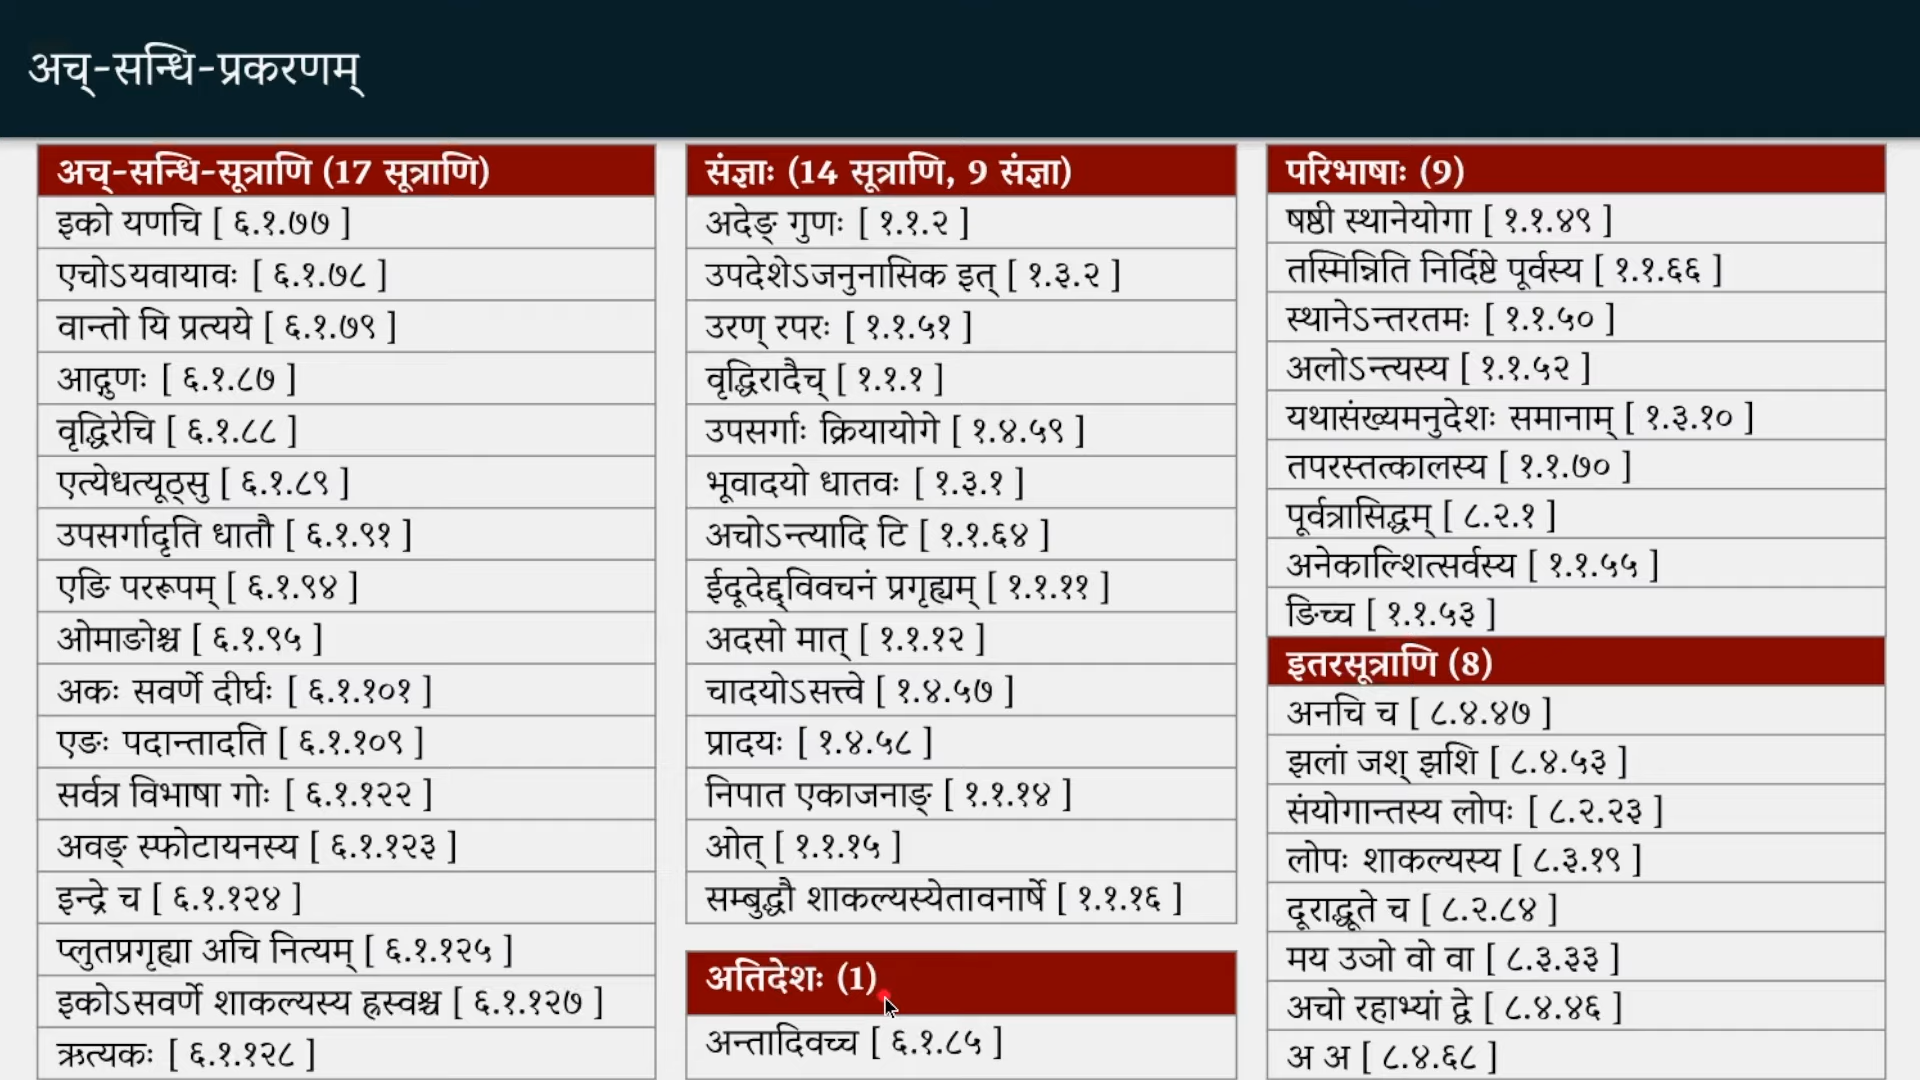 अच्-सन्धि-प्रकरणम्
अच्-सन्धि-सूत्राणि (17 सूत्राणि)
इको यणचि [ ६.१.७७ ]
एचोऽयवायावः [ ६.१.७८ ]
वान्तो यि प्रत्यये [ ६.१.७९ ]
आद्गुणः [ ६.१.८७ ]
वृद्धिरेचि [ ६.१.८८ ]
एत्येधत्यूठ्सु [ ६.१.८९ ]
उपसर्गादृति धातौ [ ६.१.९१ ]
एङि पररूपम् [ ६.१.९४ ]
ओमाङोश्च [ ६.१.९५ ]
अकः सवर्णे दीर्घः [ ६.१.१०१ ]
एङः पदान्तादति [ ६.१.१०९ ]
सर्वत्र विभाषा गोः [ ६.१.१२२ ]
अवङ् स्फोटायनस्य [ ६.१.१२३ ]
इन्द्रे च [ ६.१.१२४ ]
प्लुतप्रगृह्या अचि नित्यम् [ ६.१.१२५ ]
इकोऽसवर्णे शाकल्यस्य ह्रस्वश्च [ ६.१.१२७ ]
ऋत्यकः [ ६.१.१२८ ]
संज्ञाः (14 सूत्राणि, 9 संज्ञा)
अदेङ् गुणः [ १.१.२ ]
उपदेशेऽजनुनासिक इत् [ १.३.२ ]
उरण् रपरः [ १.१.५१ ]
वृद्धिरादैच् [ १.१.१ ]
उपसर्गाः क्रियायोगे [ १.४.५९ ]
भूवादयो धातवः [ १.३.१ ]
अचोऽन्त्यादि टि [ १.१.६४ ]
ईदूदेद्द्विवचनं प्रगृह्यम् [ १.१.११ ]
अदसो मात् [ १.१.१२ ]
चादयोऽसत्त्वे [ १.४.५७ ]
प्रादयः [ १.४.५८ ]
निपात एकाजनाङ् [ १.१.१४ ]
ओत् [ १.१.१५ ]
सम्बुद्धौ शाकल्यस्येतावनार्षे [ १.१.१६ ]
अतिदेशः (1)
अन्तादिवच्च [ ६.१.८५ ]
परिभाषाः (9)
षष्ठी स्थानेयोगा [ १.१.४९ ]
तस्मिन्निति निर्दिष्टे पूर्वस्य [ १.१.६६ ]
स्थानेऽन्तरतमः [ १.१.५० ]
अलोऽन्त्यस्य [ १.१.५२ ]
यथासंख्यमनुदेशः समानाम् [ १.३.१० ]
तपरस्तत्कालस्य [ १.१.७० ]
पूर्वत्रासिद्धम् [ ८.२.१ ]
अनेकाल्शित्सर्वस्य [ १.१.५५ ]
ङिच्च [ १.१.५३ ]
इतरसूत्राणि (8)
अनचि च [ ८.४.४७ ]
झलां जश् झशि [ ८.४.५३ ]
संयोगान्तस्य लोपः [ ८.२.२३ ]
लोपः शाकल्यस्य [ ८.३.१९ ]
दूराद्धूते च [ ८.२.८४ ]
मय उञो वो वा [ ८.३.३३ ]
अचो रहाभ्यां द्वे [ ८.४.४६ ]
अ अ [ ८.४.६८ ]